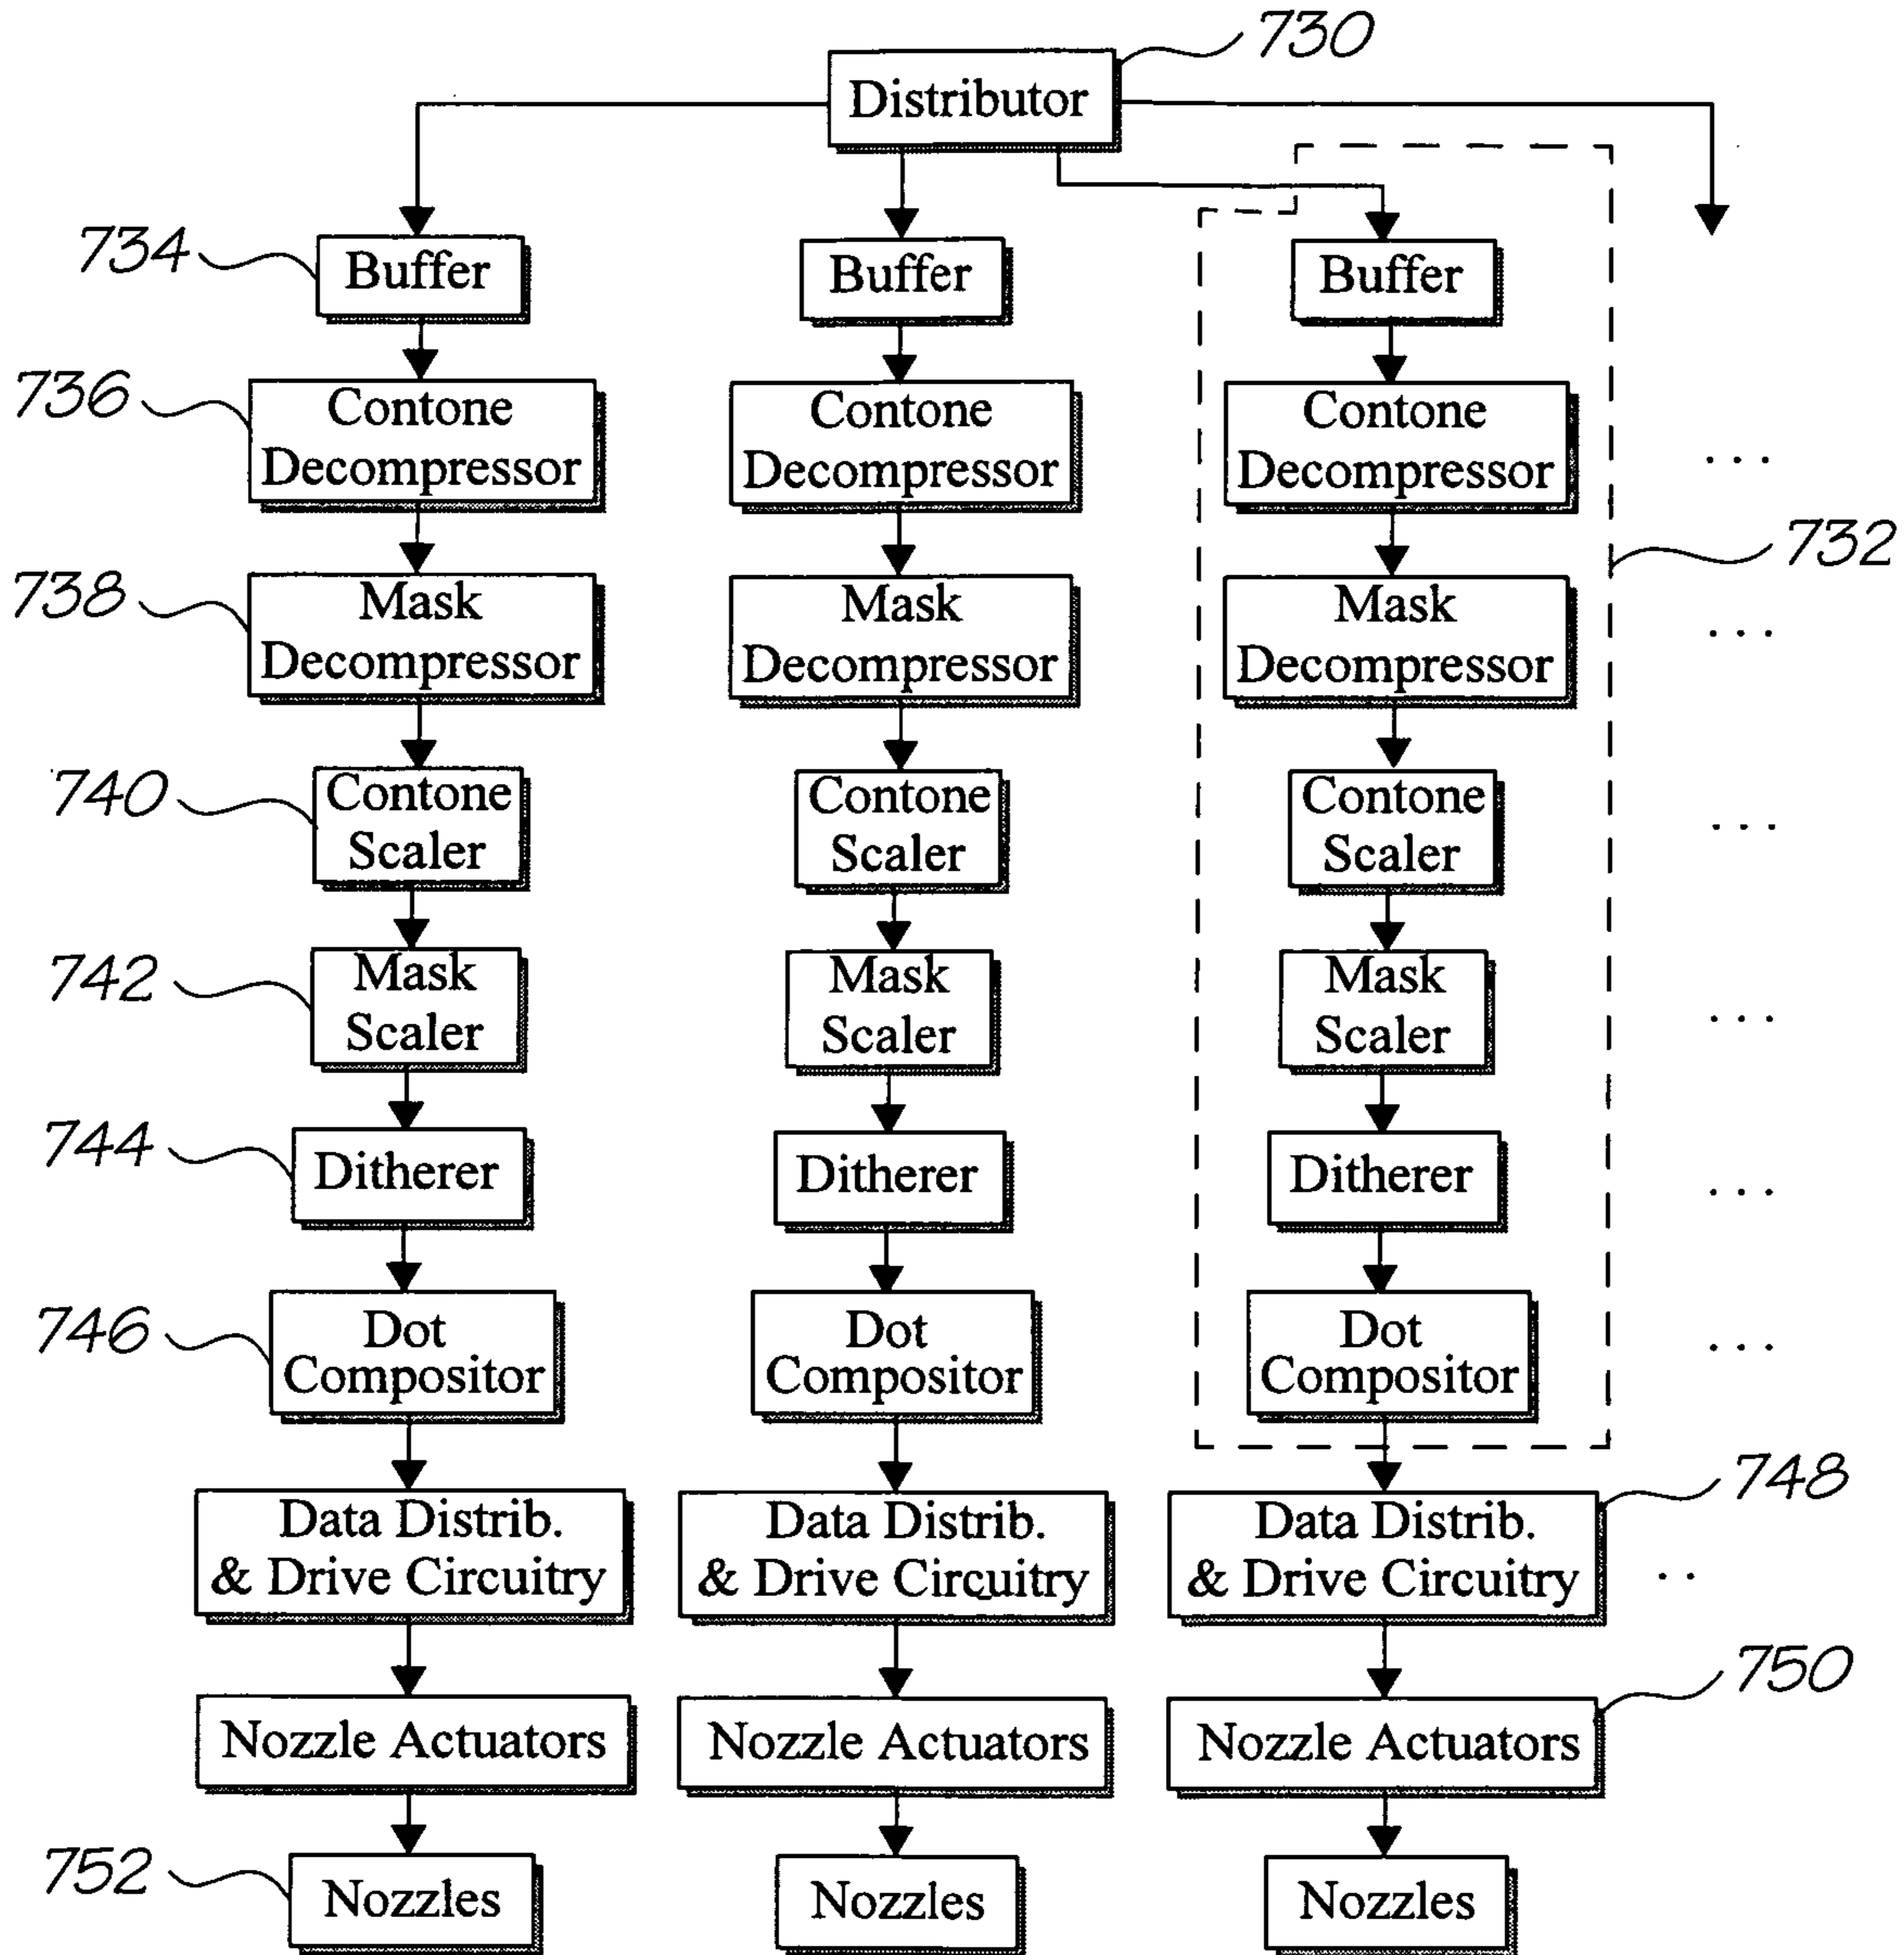 730
Distributor
734
Buffer
Buffer
Buffer
736
Contone
Decompressor
Contone
Decompressor
Contone
Decompressor
...
732
738
Mask
Decompressor
Mask
Decompressor
Mask
Decompressor
...
740
Contone
Scaler
Contone
Scaler
Contone
Scaler
...
742
Mask
Scaler
Mask
Scaler
Mask
Scaler
...
744
Ditherer
Ditherer
Ditherer
...
746
Dot
Compositor
Dot
Compositor
Dot
Compositor
...
748
Data Distrib.
& Drive Circuitry
Data Distrib.
& Drive Circuitry
Data Distrib.
& Drive Circuitry
..
750
Nozzle Actuators
Nozzle Actuators
Nozzle Actuators
752
Nozzles
Nozzles
Nozzles